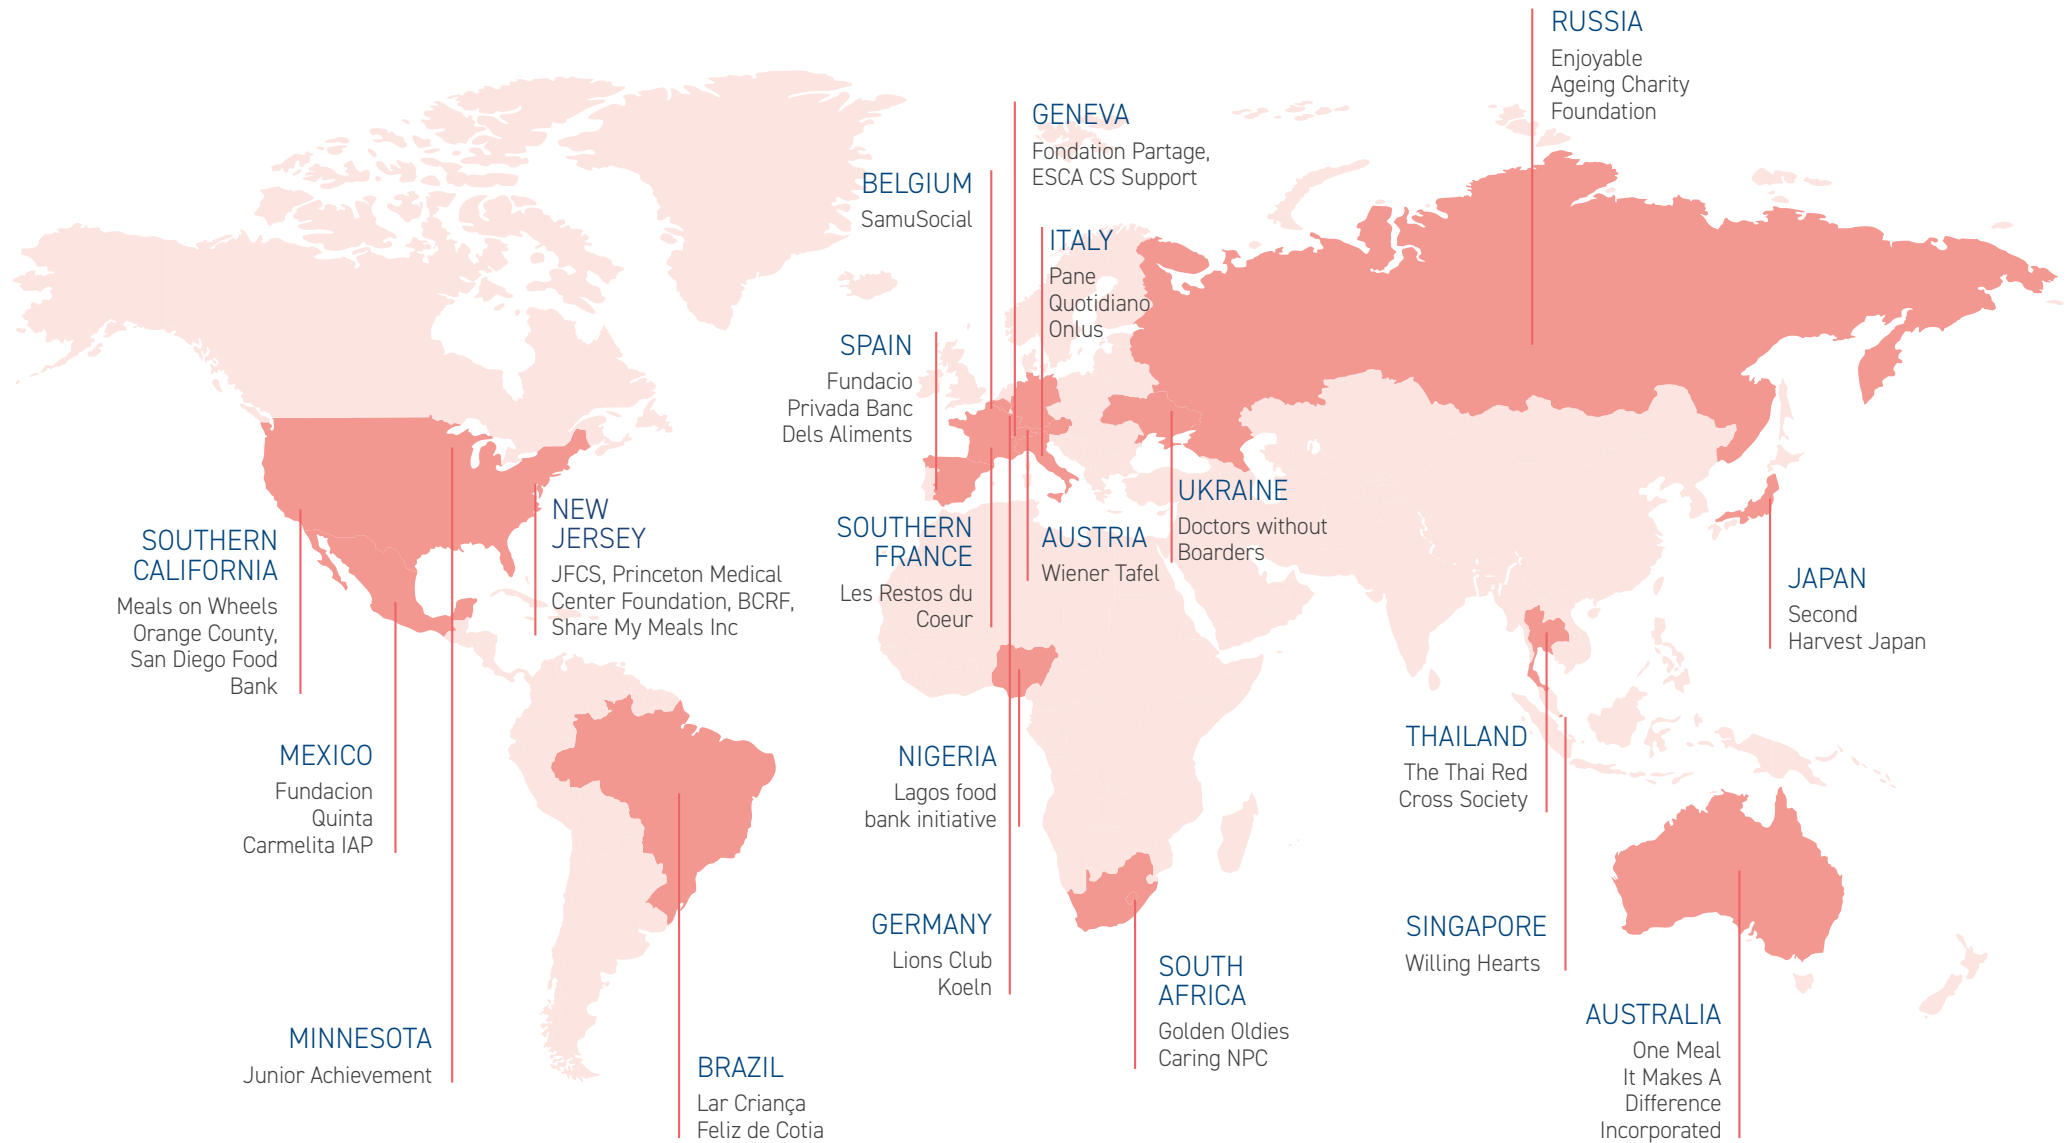 RUSSIA
Enjoyable
Ageing Charity
Foundation
GENEVA
Fondation Partage,
ESCA CS Support
BELGIUM
SamuSocial
ITALY
Pane
Quotidiano
Onlus
SPAIN
Fundacio
Privada Banc
Dels Aliments
UKRAINE
Doctors without
Boarders
NEW
JERSEY
JFCS, Princeton Medical
Center Foundation, BCRF,
Share My Meals Inc
SOUTHERN
CALIFORNIA
Meals on Wheels
Orange County,
San Diego Food
Bank
SOUTHERN
FRANCE
Les Restos du
Coeur
AUSTRIA
Wiener Tafel
JAPAN
Second
Harvest Japan
MEXICO
Fundacion
Quinta
Carmelita IAP
NIGERIA
Lagos food
bank initiative
THAILAND
The Thai Red
Cross Society
GERMANY
Lions Club
Koeln
SOUTH
AFRICA
Golden Oldies
Caring NPC
SINGAPORE
Willing Hearts
MINNESOTA
Junior Achievement
BRAZIL
Lar Criança
Feliz de Cotia
AUSTRALIA
One Meal
It Makes A
Difference
Incorporated